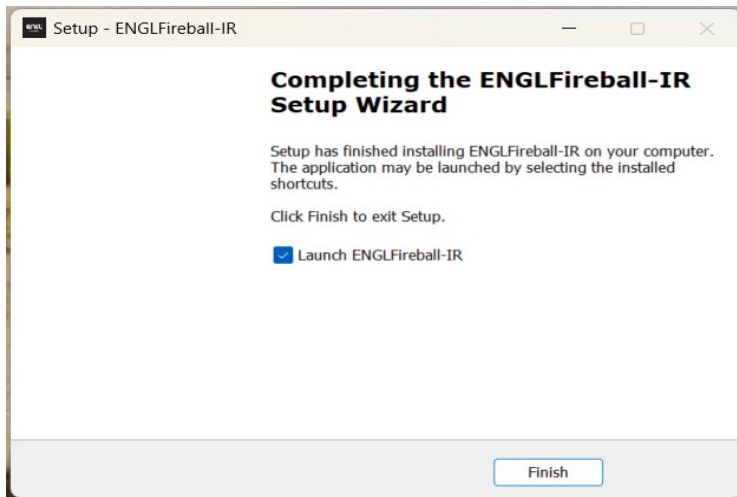 ENGL
Setup - ENGLFireball-IR
Completing the ENGLFireball-IR
Setup Wizard
Setup has finished installing ENGLFireball-IR on your computer.
The application may be launched by selecting the installed
shortcuts.
Click Finish to exit Setup.
Launch ENGLFireball-IR
Finish